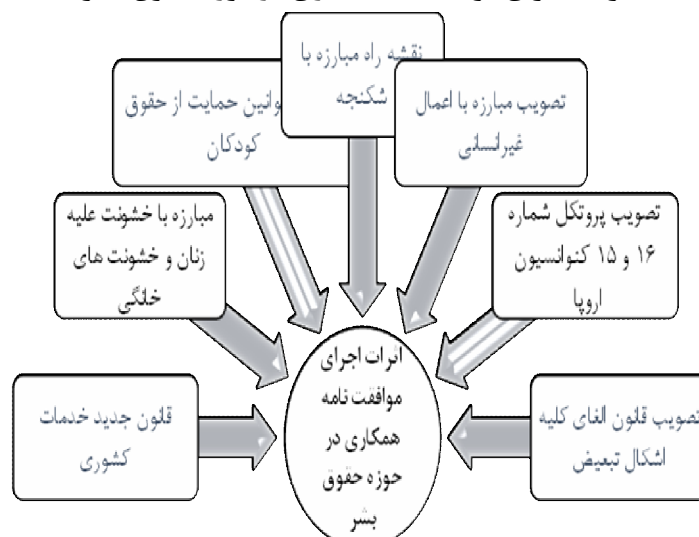 نقشه راه مبارزه با
شکنجه
تصویب مبارزه با اعمال
غیرانسانی
حمایت از حقوق
کودکان
تصویب پروتکل شماره
۱۶ و ۱۵ کنوانسیون
اروپا
مبارزه با خشونت علیه
زنان و خشونت های
خانگی
تصویب قانون الغای کلیه
اشکال تبعیض
قانون جدید خدمات
کشوری
اثرات اجرای
موافقت نامه
همکاری در
حوزه حقوق
بشر